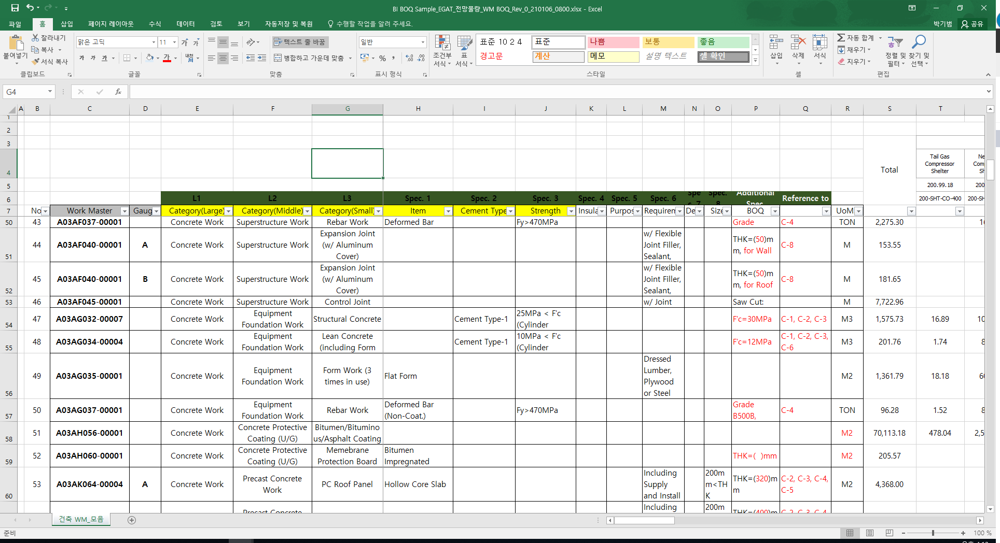 BI BOQ Sample_EGAT_전망물량_WM BOQ_Rev_0_210106_0800.xlsx - Excel
파일 홈 삽입 페이지 레이아웃 수식 데이터 검토 보기 자동저장 및 복원 수행할 작업을 알려 주세요. 박기범 공유
붙여넣기 잘라내기 복사 서식 복사
맑은 고딕 11 가 가
가 가 가 가 내천
텍스트 줄 바꿈
병합하고 가운데 맞춤
일반
% ,
조건부 서식 표 서식
표준 10 2 4 표준 나쁨 보통 좋음
경고문 계산 메모 설명 텍스트 셀 확인
삽입 삭제 서식
자동 합계 채우기 지우기
정렬 및 필터 찾기 및 선택
클립보드 글꼴 맞춤 표시 형식 스타일 셀 편집
G4 fx
A B C D E F G H I J K L M N O P Q R S T
1
2
3
4 Total Tail Gas Compressor Shelter
5 200.99.18 200
6 L1 L2 L3 Spec. 1 Spec. 2 Spec. 3 Spec. 4 Spec. 5 Spec. 6 Spe c. 7 Spec. 8 Additional Spec. Reference to 200-SHT-CO-400 200-SH
7 No Work Master Gaug Category(Large) Category(Middle) Category(Small) Item Cement Type Strength Insula Purpos Requirem De Size BOQ UoM
50 43 A03AF037-00001 Concrete Work Superstructure Work Rebar Work Deformed Bar Fy>470MPa Grade C-4 TON 2,275.30
51 44 A03AF040-00001 A Concrete Work Superstructure Work Expansion Joint (w/ Aluminum Cover) w/ Flexible Joint Filler, Sealant, THK=(50)mm, for Wall C-8 M 153.55
52 45 A03AF040-00001 B Concrete Work Superstructure Work Expansion Joint (w/ Aluminum Cover) w/ Flexible Joint Filler, Sealant, THK=(50)mm, for Roof C-8 M 181.65
53 46 A03AF045-00001 Concrete Work Superstructure Work Control Joint w/ Joint Saw Cut: M 7,722.96
54 47 A03AG032-00007 Concrete Work Equipment Foundation Work Structural Concrete Cement Type-1 25MPa < F'c (Cylinder F'c=30MPa C-1, C-2, C-3 M3 1,575.73 16.89
55 48 A03AG034-00004 Concrete Work Equipment Foundation Work Lean Concrete (including Form Cement Type-1 10MPa < F'c (Cylinder F'c=12MPa C-1, C-2, C-3, C-6 M3 201.76 1.74
56 49 A03AG035-00001 Concrete Work Equipment Foundation Work Form Work (3 times in use) Flat Form Dressed Lumber, Plywood or Steel M2 1,361.79 18.18
57 50 A03AG037-00001 Concrete Work Equipment Foundation Work Rebar Work Deformed Bar (Non-Coat.) Fy>470MPa Grade B500B, C-4 TON 96.28 1.52
58 51 A03AH056-00001 Concrete Work Concrete Protective Coating (U/G) Bitumen/Bituminous/Asphalt Coating M2 70,113.18 478.04 2,5
59 52 A03AH060-00001 Concrete Work Concrete Protective Coating (U/G) Memebrane Protection Board Bitumen Impregnated THK=( )mm M2 205.57
60 53 A03AK064-00004 A Concrete Work Precast Concrete Work PC Roof Panel Hollow Core Slab Including Supply and Install 200mm<THK THK=(320)mm C-2, C-3, C-4, C-5 M2 4,368.00
Precast Concrete Including 200m THK=(400)m C-2, C-3, C-4
건축 WM_모음
준비 100 %